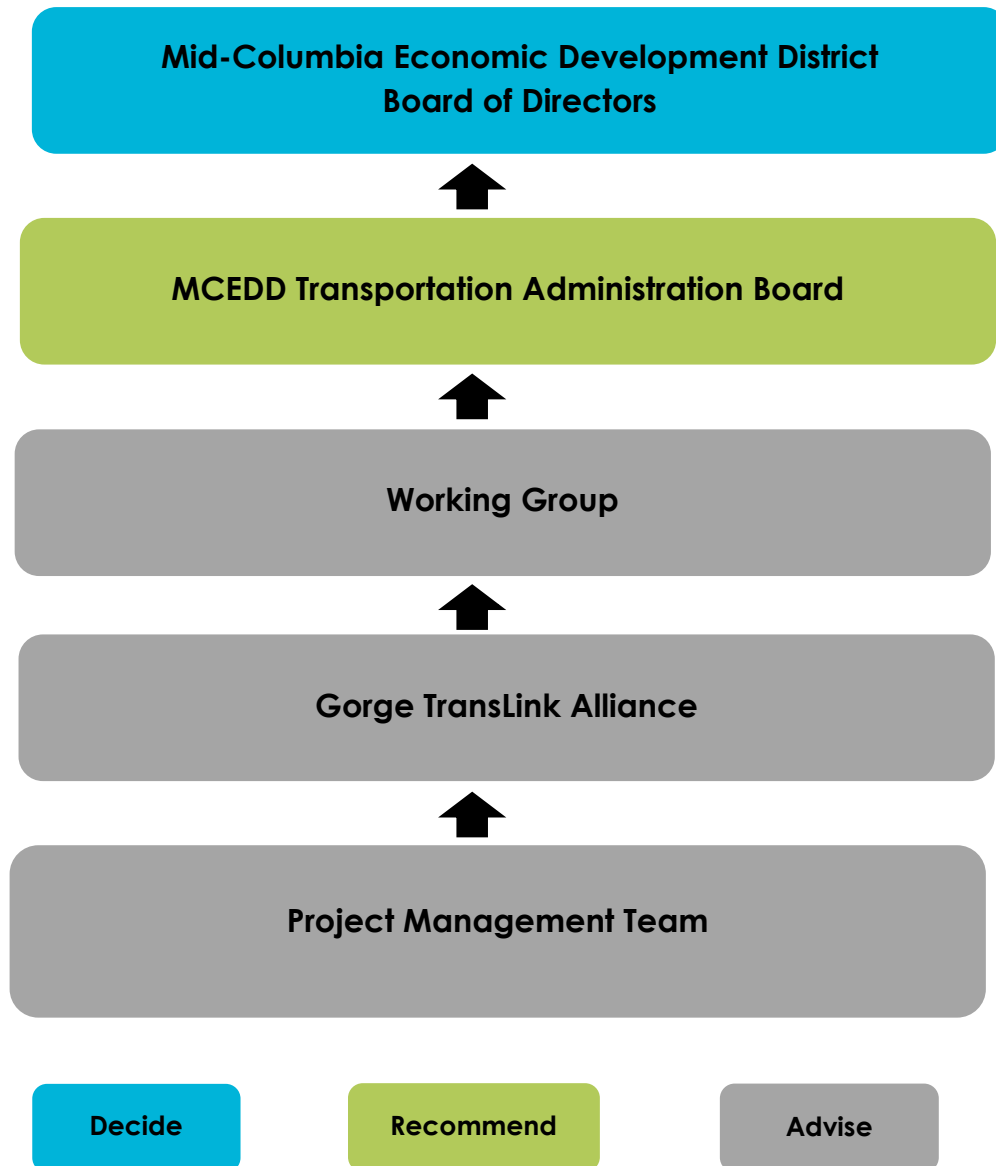 Mid-Columbia Economic Development District
Board of Directors
MCEDD Transportation Administration Board
Working Group
Gorge TransLink Alliance
Project Management Team
Decide
Recommend
Advise